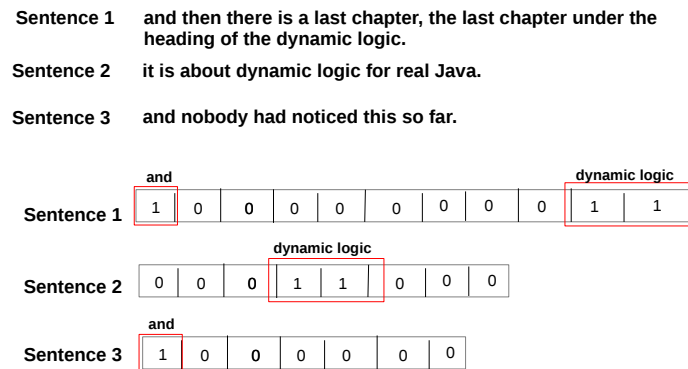 Sentence 1 and then there is a last chapter, the last chapter under the
heading of the dynamic logic.
Sentence 2 it is about dynamic logic for real Java.
Sentence 3 and nobody had noticed this so far.
and dynamic logic
Sentence 1 1 0 0 0 0 0 0 0 0 1 1
dynamic logic
Sentence 2 0 0 0 1 1 0 0 0
and
Sentence 3 1 0 0 0 0 0 0